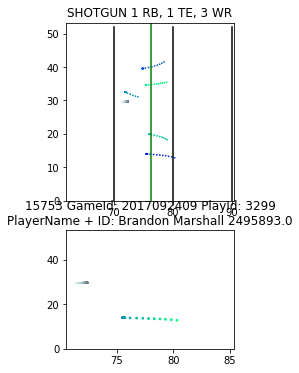 SHOTGUN 1 RB, 1 TE, 3 WR
50
40
30
20
10
0
70 80 90
15753 GameId: 2017092409 PlayId: 3299
PlayerName + ID: Brandon Marshall 2495893.0
40
20
0
75 80 85